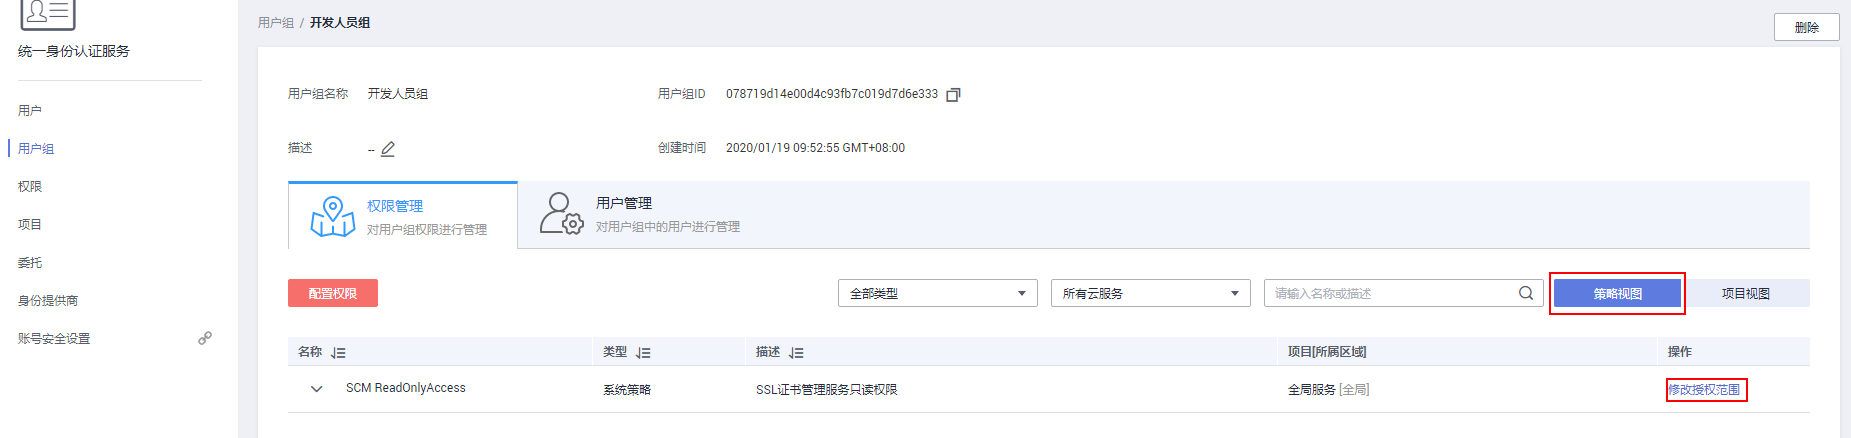 统一身份认证服务
用户
用户组
权限
项目
委托
身份提供商
账号安全设置
用户组 / 开发人员组
删除
用户组名称 开发人员组 用户组ID 078719d14e00d4c93fb7c019d7d6e333
描述 -- 创建时间 2020/01/19 09:52:55 GMT+08:00
权限管理
对用户组权限进行管理
用户管理
对用户组中的用户进行管理
配置权限 全部类型 所有云服务 请输入名称或描述 策略视图 项目视图
名称 类型 描述 项目[所属区域] 操作
SCM ReadOnlyAccess 系统策略 SSL证书管理服务只读权限 全局服务 [全局] 修改授权范围